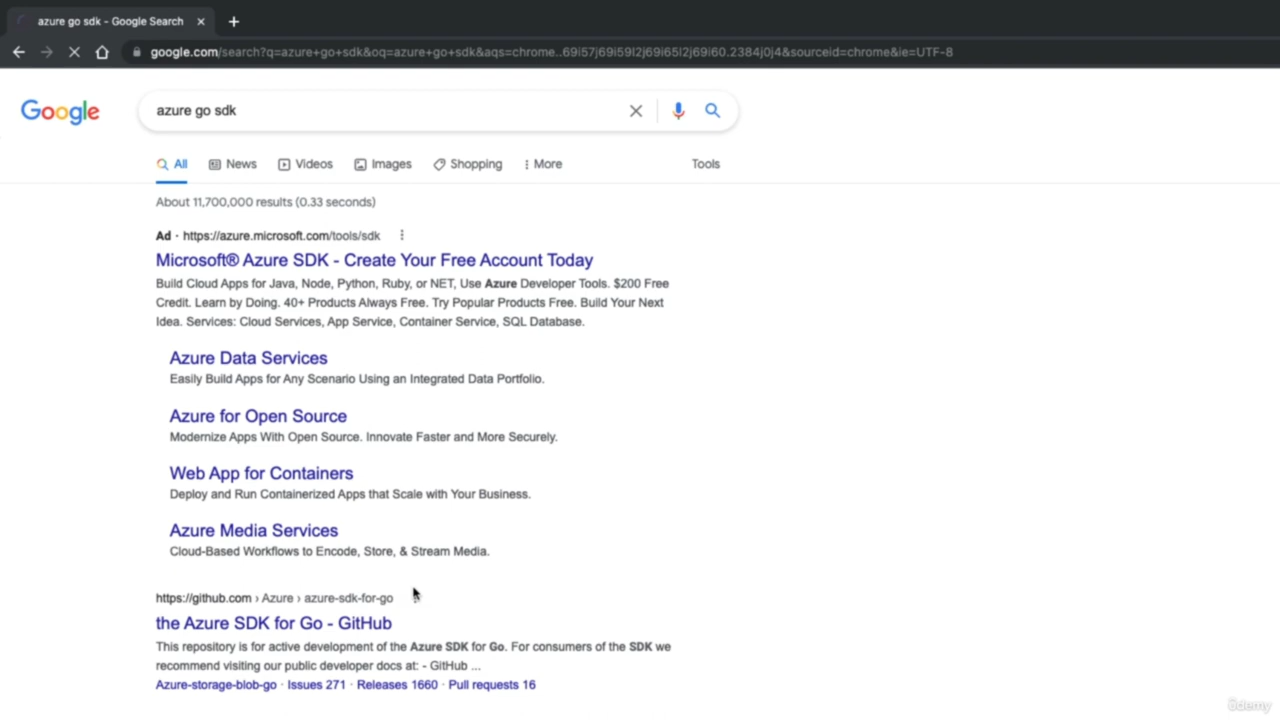 azure go sdk - Google Search
google.com/search?q=azure+go+sdk&oq=azure+go+sdk&aqs=chrome..69i57j69i59l2j69i65l2j69i60.2384j0j4&sourceid=chrome&ie=UTF-8
Google
azure go sdk
All News Videos Images Shopping More Tools
About 11,700,000 results (0.33 seconds)
Ad · https://azure.microsoft.com/tools/sdk
Microsoft® Azure SDK - Create Your Free Account Today
Build Cloud Apps for Java, Node, Python, Ruby, or NET, Use Azure Developer Tools. $200 Free
Credit. Learn by Doing. 40+ Products Always Free. Try Popular Products Free. Build Your Next
Idea. Services: Cloud Services, App Service, Container Service, SQL Database.
Azure Data Services
Easily Build Apps for Any Scenario Using an Integrated Data Portfolio.
Azure for Open Source
Modernize Apps With Open Source. Innovate Faster and More Securely.
Web App for Containers
Deploy and Run Containerized Apps that Scale with Your Business.
Azure Media Services
Cloud-Based Workflows to Encode, Store, & Stream Media.
https://github.com › Azure › azure-sdk-for-go
the Azure SDK for Go - GitHub
This repository is for active development of the Azure SDK for Go. For consumers of the SDK we
recommend visiting our public developer docs at: - GitHub ...
Azure-storage-blob-go · Issues 271 · Releases 1660 · Pull requests 16
ûdemy